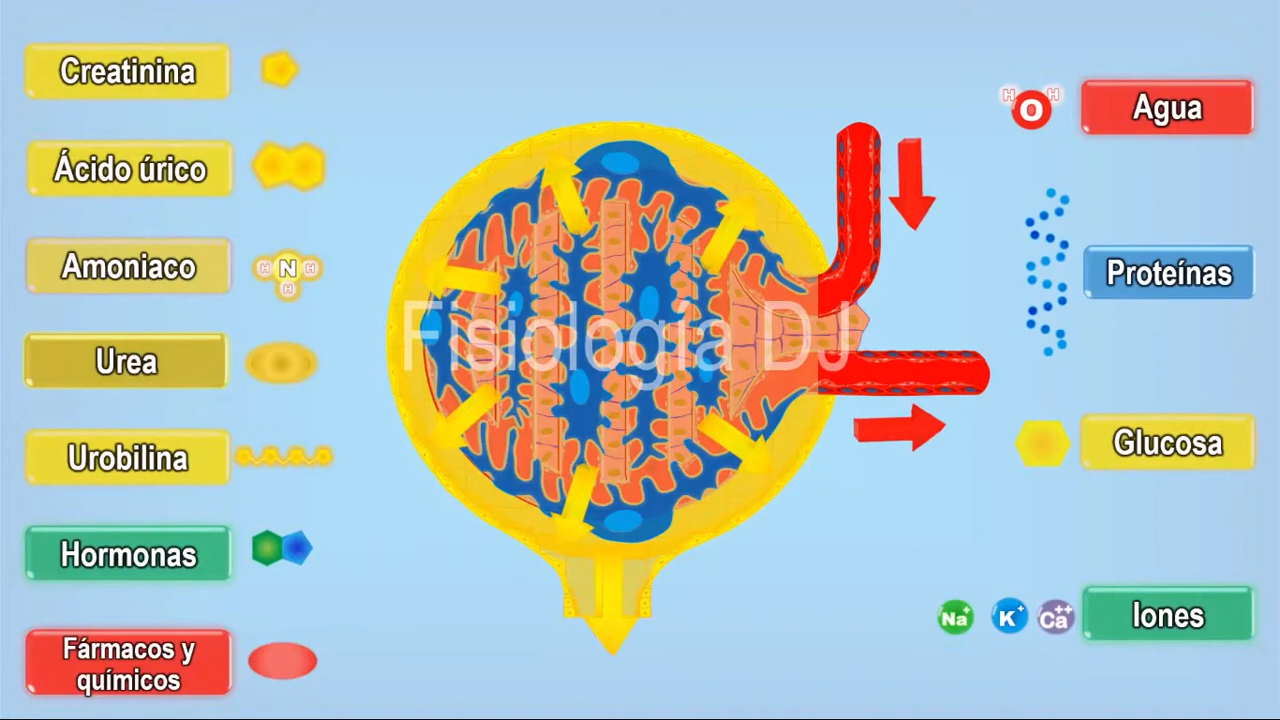 Creatinina
Ácido úrico
Amoniaco
H N H
H
Urea
Urobilina
Hormonas
Fármacos y
químicos
Fisiología DJ
H O H
Agua
Proteínas
Glucosa
Na+ K+ Ca++
Iones